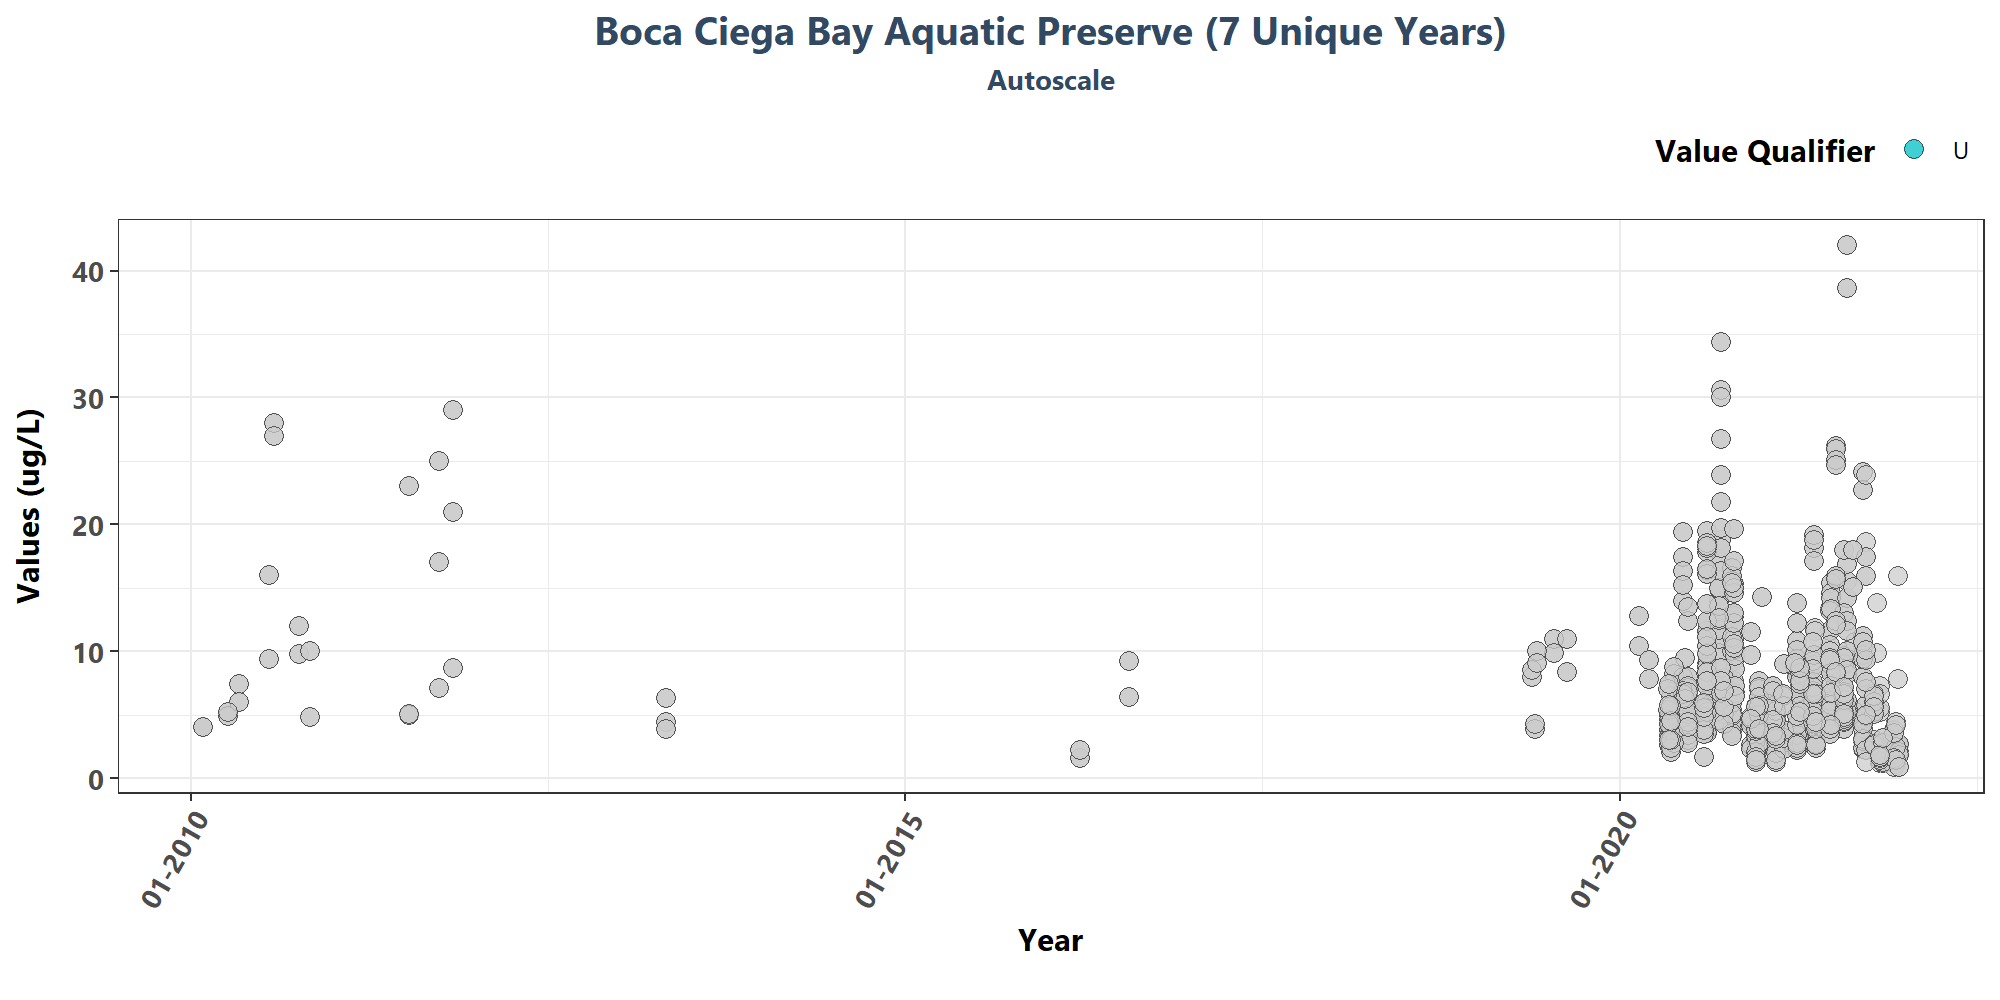 Boca Ciega Bay Aquatic Preserve (7 Unique Years)
Autoscale
Value Qualifier U
Values (ug/L)
40
30
20
10
0
01-2010
01-2015
01-2020
Year